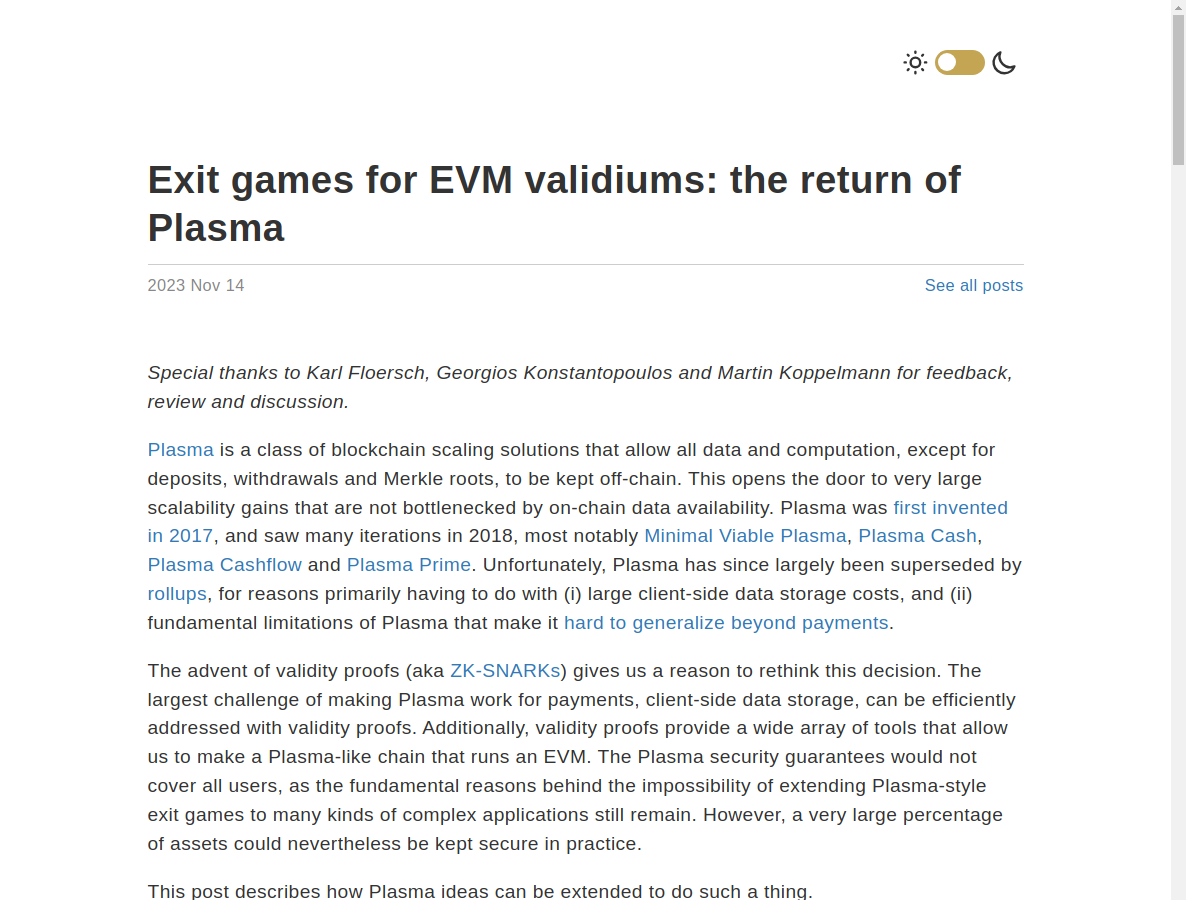 Exit games for EVM validiums: the return of
Plasma
2023 Nov 14
See all posts
Special thanks to Karl Floersch, Georgios Konstantopoulos and Martin Koppelmann for feedback,
review and discussion.
Plasma is a class of blockchain scaling solutions that allow all data and computation, except for
deposits, withdrawals and Merkle roots, to be kept off-chain. This opens the door to very large
scalability gains that are not bottlenecked by on-chain data availability. Plasma was first invented
in 2017, and saw many iterations in 2018, most notably Minimal Viable Plasma, Plasma Cash,
Plasma Cashflow and Plasma Prime. Unfortunately, Plasma has since largely been superseded by
rollups, for reasons primarily having to do with (i) large client-side data storage costs, and (ii)
fundamental limitations of Plasma that make it hard to generalize beyond payments.
The advent of validity proofs (aka ZK-SNARKs) gives us a reason to rethink this decision. The
largest challenge of making Plasma work for payments, client-side data storage, can be efficiently
addressed with validity proofs. Additionally, validity proofs provide a wide array of tools that allow
us to make a Plasma-like chain that runs an EVM. The Plasma security guarantees would not
cover all users, as the fundamental reasons behind the impossibility of extending Plasma-style
exit games to many kinds of complex applications still remain. However, a very large percentage
of assets could nevertheless be kept secure in practice.
This post describes how Plasma ideas can be extended to do such a thing.